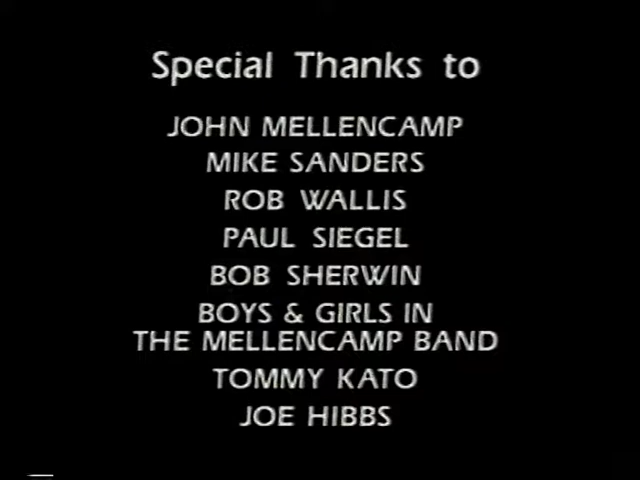 Special Thanks to
JOHN MELLENCAMP
MIKE SANDERS
ROB WALLIS
PAUL SIEGEL
BOB SHERWIN
BOYS & GIRLS IN
THE MELLENCAMP BAND
TOMMY KATO
JOE HIBBS